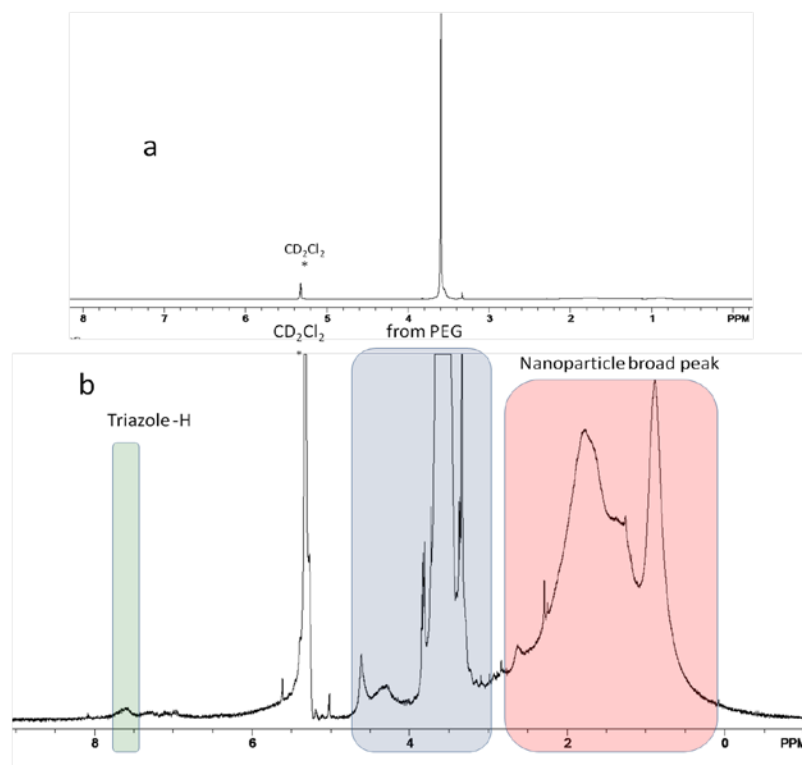 a
CD₂Cl₂
*
8 7 6 5 4 3 2 1 PPM
CD₂Cl₂ from PEG
*
b
Nanoparticle broad peak
Triazole-H
8 6 4 2 0 PPM